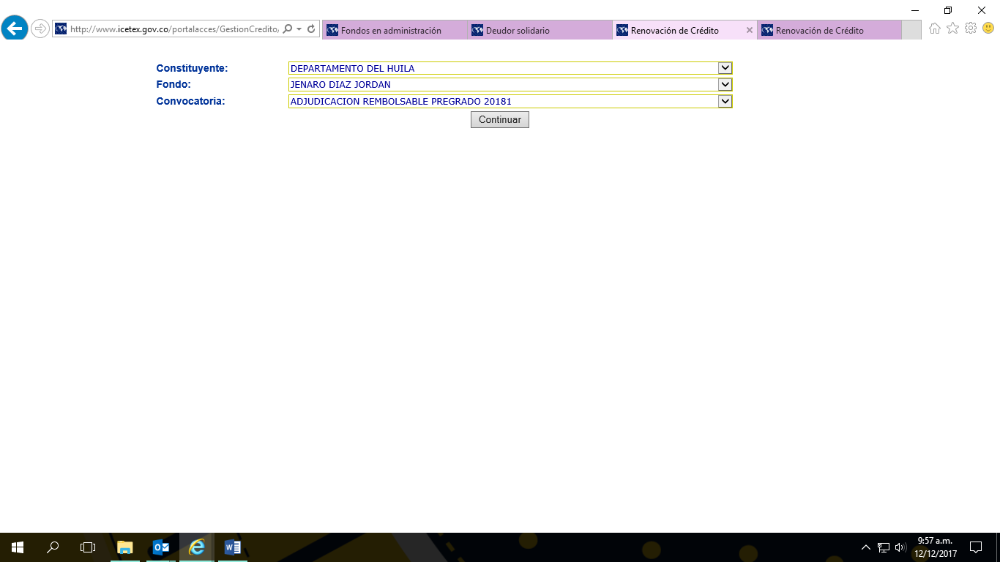 http://www.icetex.gov.co/portalacces/GestionCredito/
Fondos en administración
Deudor solidario
Renovación de Crédito
Renovación de Crédito
Constituyente: DEPARTAMENTO DEL HUILA
Fondo: JENARO DIAZ JORDAN
Convocatoria: ADJUDICACION REMBOLSABLE PREGRADO 20181
Continuar
9:57 a.m.
12/12/2017